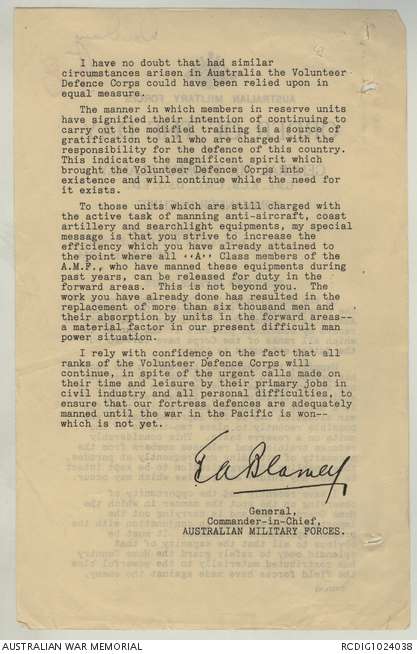 I have no doubt that had similar
circumstances arisen in Australia the Volunteer
Defence Corps could have been relied upon in
equal measure.
The manner in which members in reserve units
have signified their intention of continuing to
carry out the modified training is a source of
gratification to all who are charged with the
responsibility for the defence of this country.
This indicates the magnificent spirit which
brought the Volunteer Defence Corps into
existence and will continue while the need for
it exists.
To those units which are still charged with
the active task of manning anti-aircraft, coast
artillery and searchlight equipments, my special
message is that you strive to increase the
efficiency which you have already attained to
the point where all ''A'' Class members of the
A.M.F., who have manned these equipments during
past years, can be released for duty in the
forward areas. This is not beyond you. The
work you have already done has resulted in the
replacement of more than six thousand men and
their absorption by units in the forward areas--
a material factor in our present difficult man
power situation.
I rely with confidence on the fact that all
ranks of the Volunteer Defence Corps will
continue, in spite of the urgent calls made on
their time and leisure by their primary jobs in
civil industry and all personal difficulties, to
ensure that our fortress defences are adequately
manned until the war in the Pacific is won--
which is not yet.
T A Blamey
General,
Commander-in-Chief,
AUSTRALIAN MILITARY FORCES.
AUSTRALIAN WAR MEMORIAL
RCDIG1024038